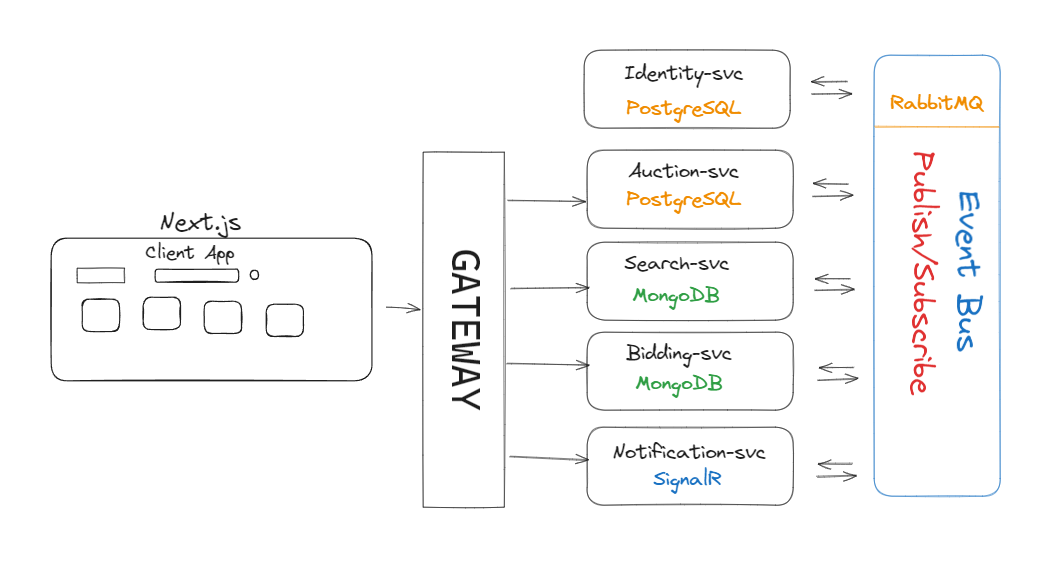 Next.js
Client App
GATEWAY
Identity-svc
PostgreSQL
Auction-svc
PostgreSQL
Search-svc
MongoDB
Bidding-svc
MongoDB
Notification-svc
SignalR
RabbitMQ
Event Bus
Publish/Subscribe